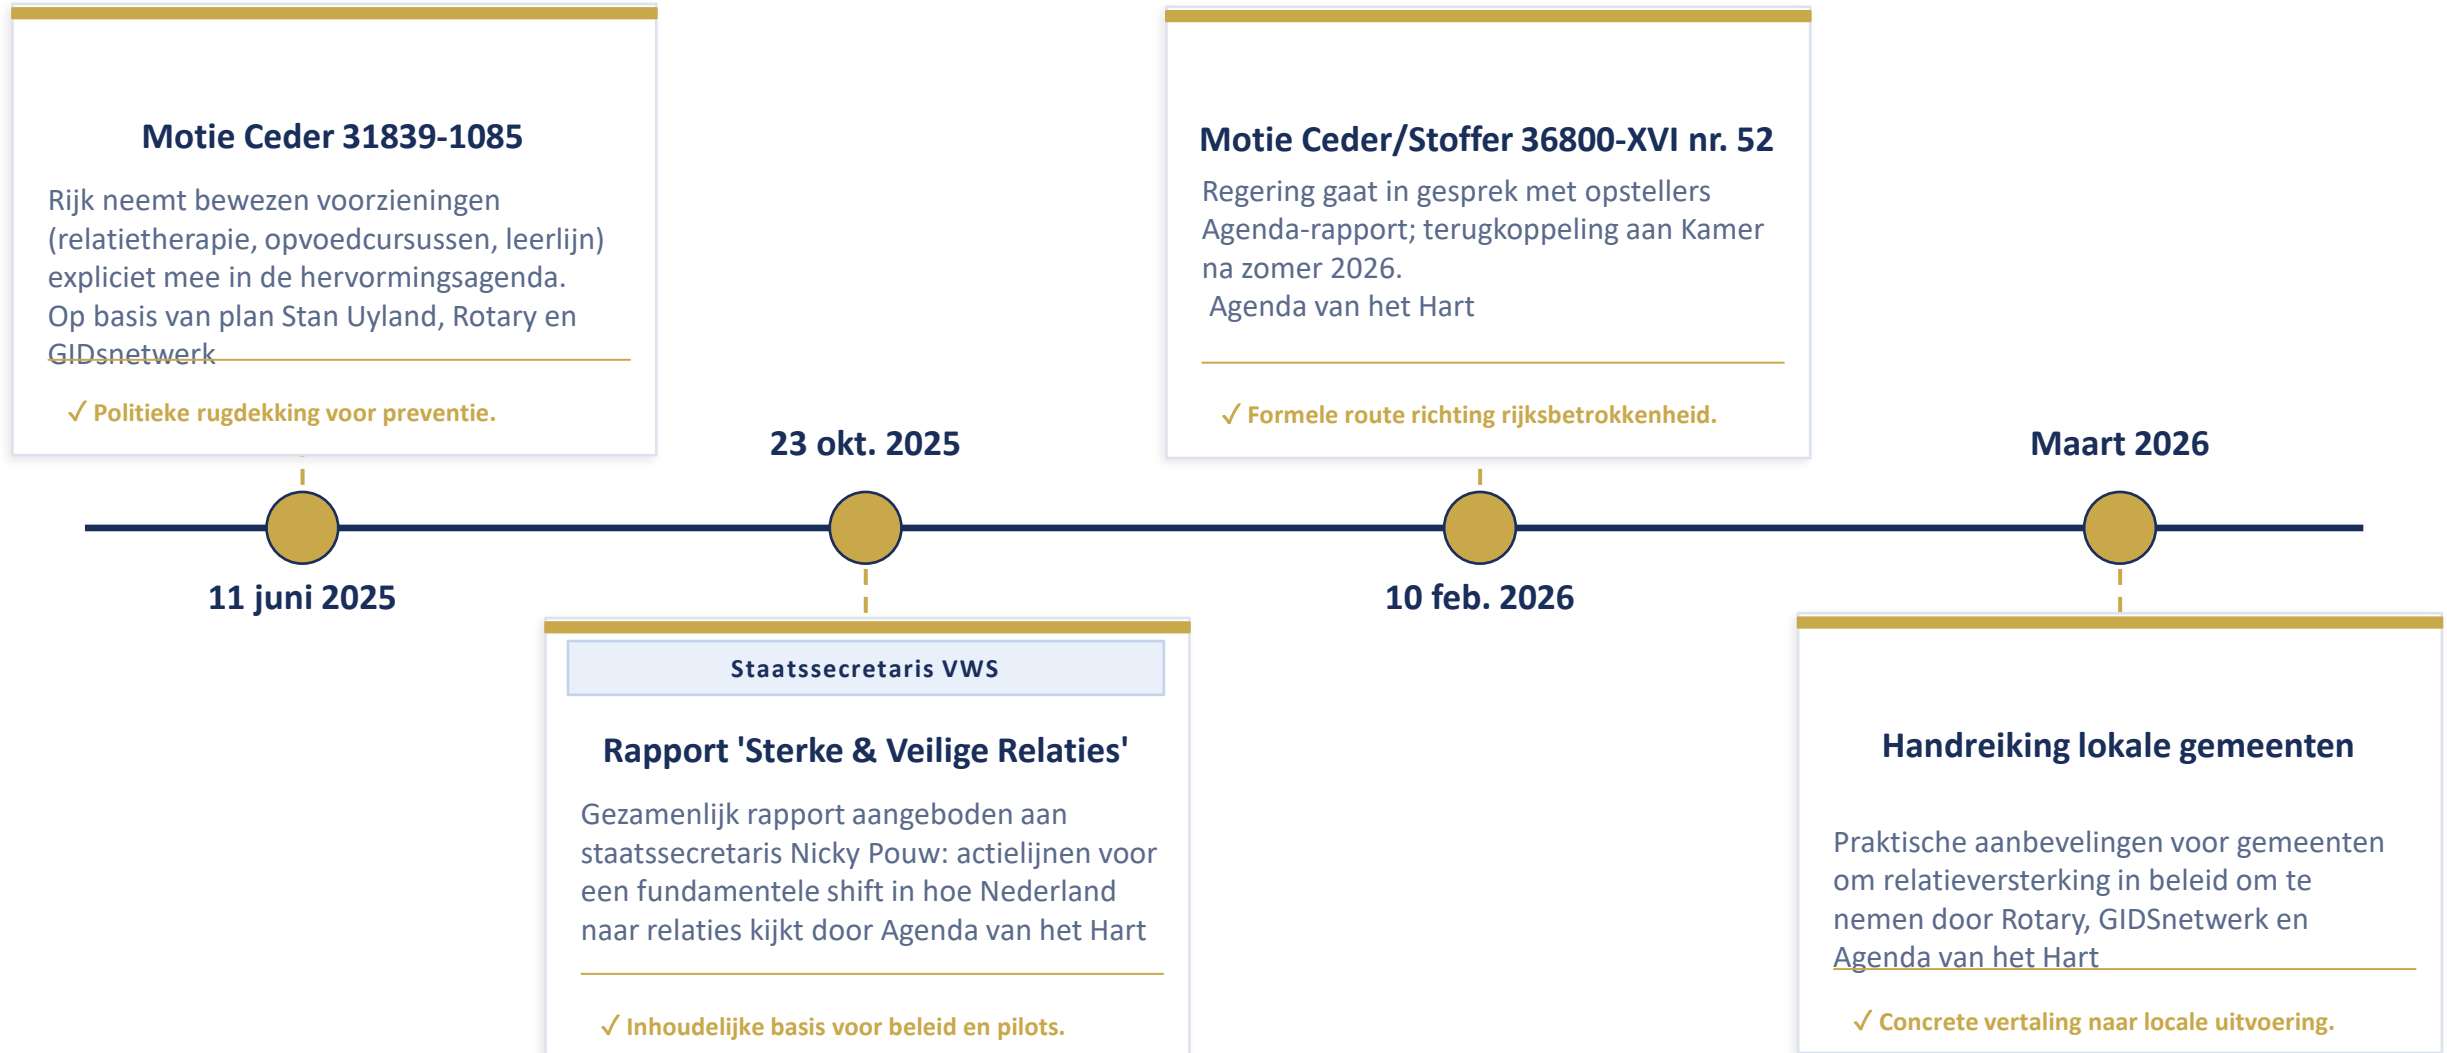 Motie Ceder 31839-1085
Rijk neemt bewezen voorzieningen
(relatietherapie, opvoedcursussen, leerlijn)
expliciet mee in de hervormingsagenda.
Op basis van plan Stan Uyland, Rotary en
GIDsnetwerk
✓ Politieke rugdekking voor preventie.
11 juni 2025
23 okt. 2025
Staatssecretaris VWS
Rapport 'Sterke & Veilige Relaties'
Gezamenlijk rapport aangeboden aan
staatssecretaris Nicky Pouw: actielijnen voor
een fundamentele shift in hoe Nederland
naar relaties kijkt door Agenda van het Hart
✓ Inhoudelijke basis voor beleid en pilots.
Motie Ceder/Stoffer 36800-XVI nr. 52
Regering gaat in gesprek met opstellers
Agenda-rapport; terugkoppeling aan Kamer
na zomer 2026.
Agenda van het Hart
✓ Formele route richting rijksbetrokkenheid.
10 feb. 2026
Maart 2026
Handreiking lokale gemeenten
Praktische aanbevelingen voor gemeenten
om relatieversterking in beleid om te
nemen door Rotary, GIDSnetwerk en
Agenda van het Hart
✓ Concrete vertaling naar locale uitvoering.